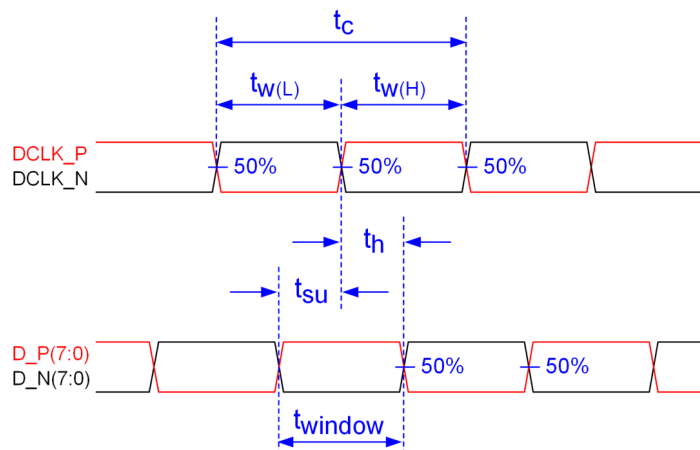 tc
tw(L) tw(H)
DCLK_P
DCLK_N
50% 50% 50%
th
tsu
D_P(7:0)
D_N(7:0)
50% 50%
twindow